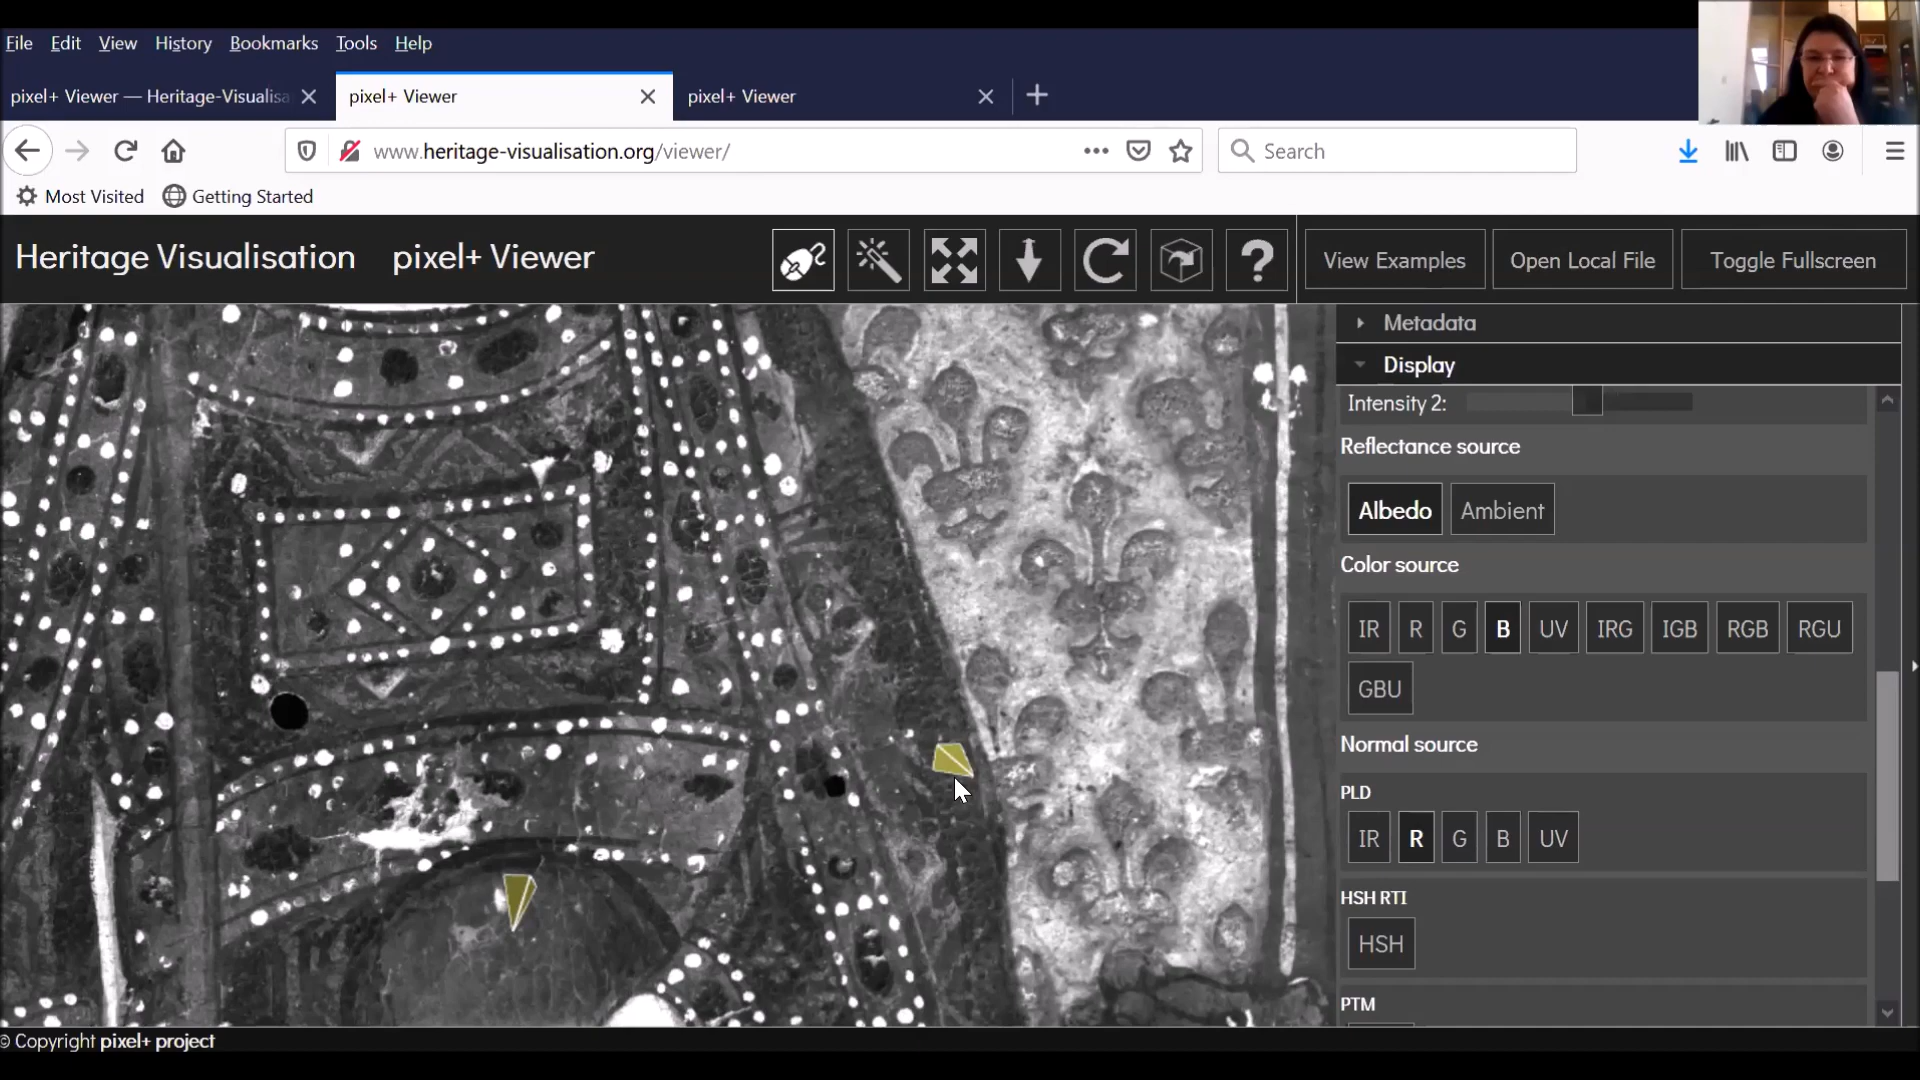 File Edit View History Bookmarks Tools Help
pixel+ Viewer — Heritage-Visualisa
pixel+ Viewer
pixel+ Viewer
www.heritage-visualisation.org/viewer/
Search
Most Visited Getting Started
Heritage Visualisation pixel+ Viewer
?
View Examples Open Local File Toggle Fullscreen
Metadata
Display
Intensity 2:
Reflectance source
Albedo Ambient
Color source
IR R G B UV IRG IGB RGB RGU
GBU
Normal source
PLD
IR R G B UV
HSH RTI
HSH
PTM
© Copyright pixel+ project